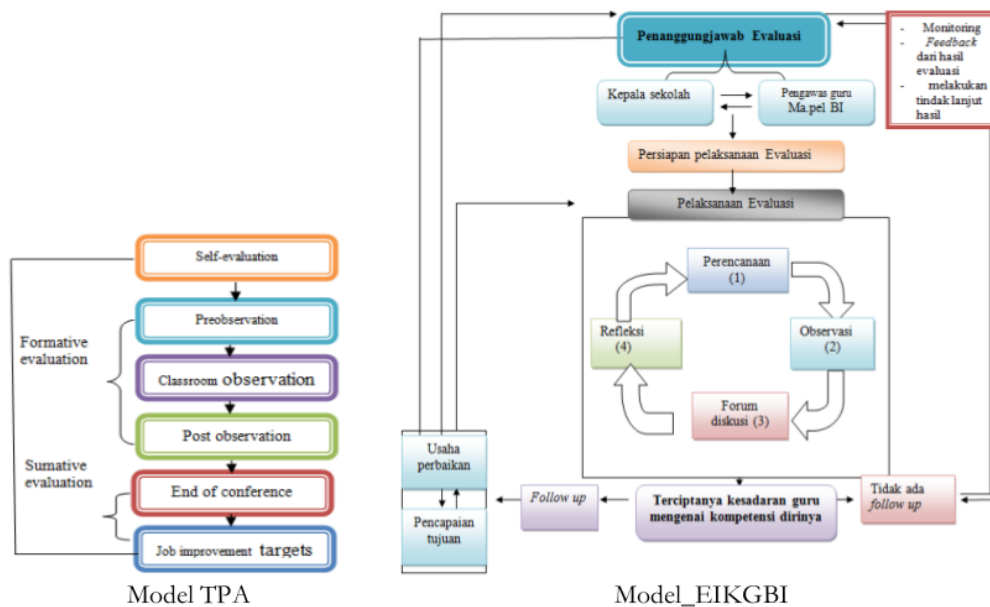 Self-evaluation
Preobservation
Formative
evaluation
Classroom observation
Post observation
Sumative
evaluation
End of conference
Job improvement targets
Model TPA
Penanggungjawab Evaluasi
- Monitoring
- Feedback
dari hasil
evaluasi
- melakukan
tindak lanjut
hasil
Kepala sekolah
Pengawas guru
Ma.pel BI
Persiapan pelaksanaan Evaluasi
Pelaksanaan Evaluasi
Perencanaan
(1)
Observasi
(2)
Forum
diskusi (3)
Refleksi
(4)
Usaha
perbaikan
Pencapaian
tujuan
Follow up
Terciptanya kesadaran guru
mengenai kompetensi dirinya
Tidak ada
follow up
Model_EIKGBI